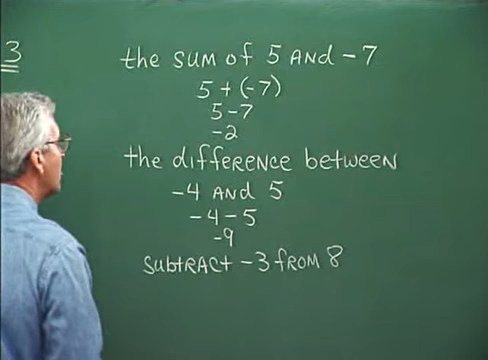 3
the sum of 5 AND -7
5 + (-7)
5 - 7
-2
the difference between
-4 AND 5
-4 - 5
-9
subtRACt -3 fROM 8